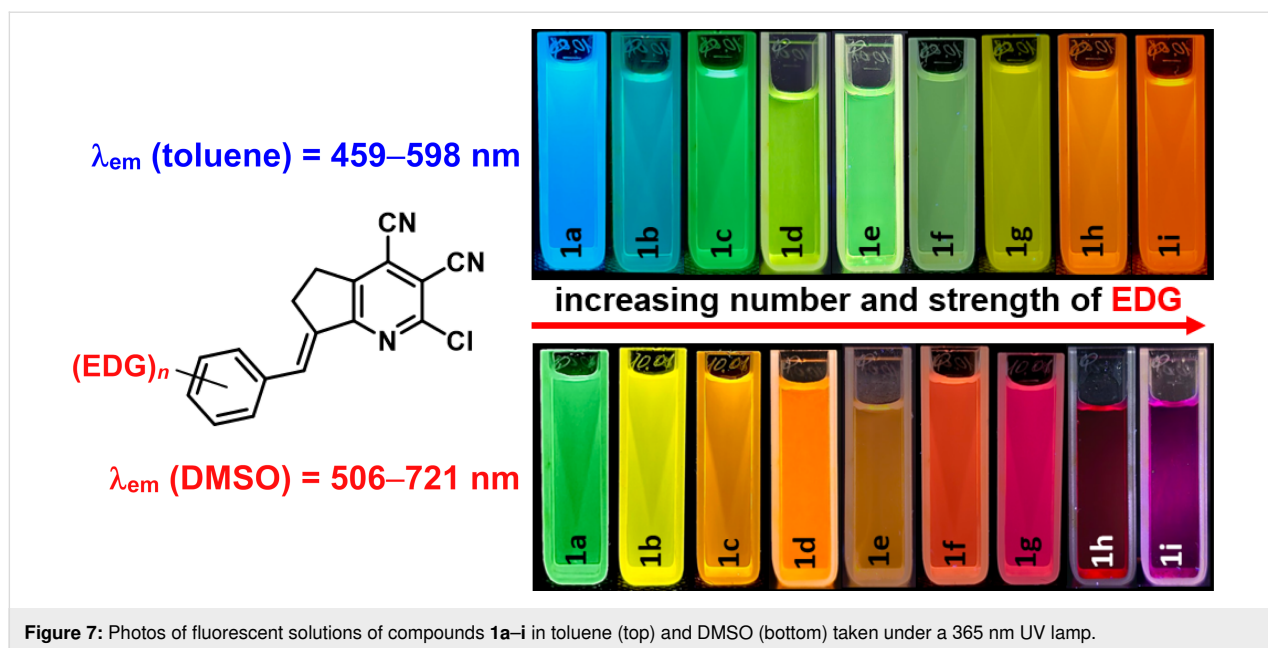 λem (toluene) = 459–598 nm
1a 1b 1c 1d 1e 1f 1g 1h 1i
increasing number and strength of EDG
CN
CN
N
Cl
(EDG)n
λem (DMSO) = 506–721 nm
1a 1b 1c 1d 1e 1f 1g 1h 1i
Figure 7: Photos of fluorescent solutions of compounds 1a–i in toluene (top) and DMSO (bottom) taken under a 365 nm UV lamp.